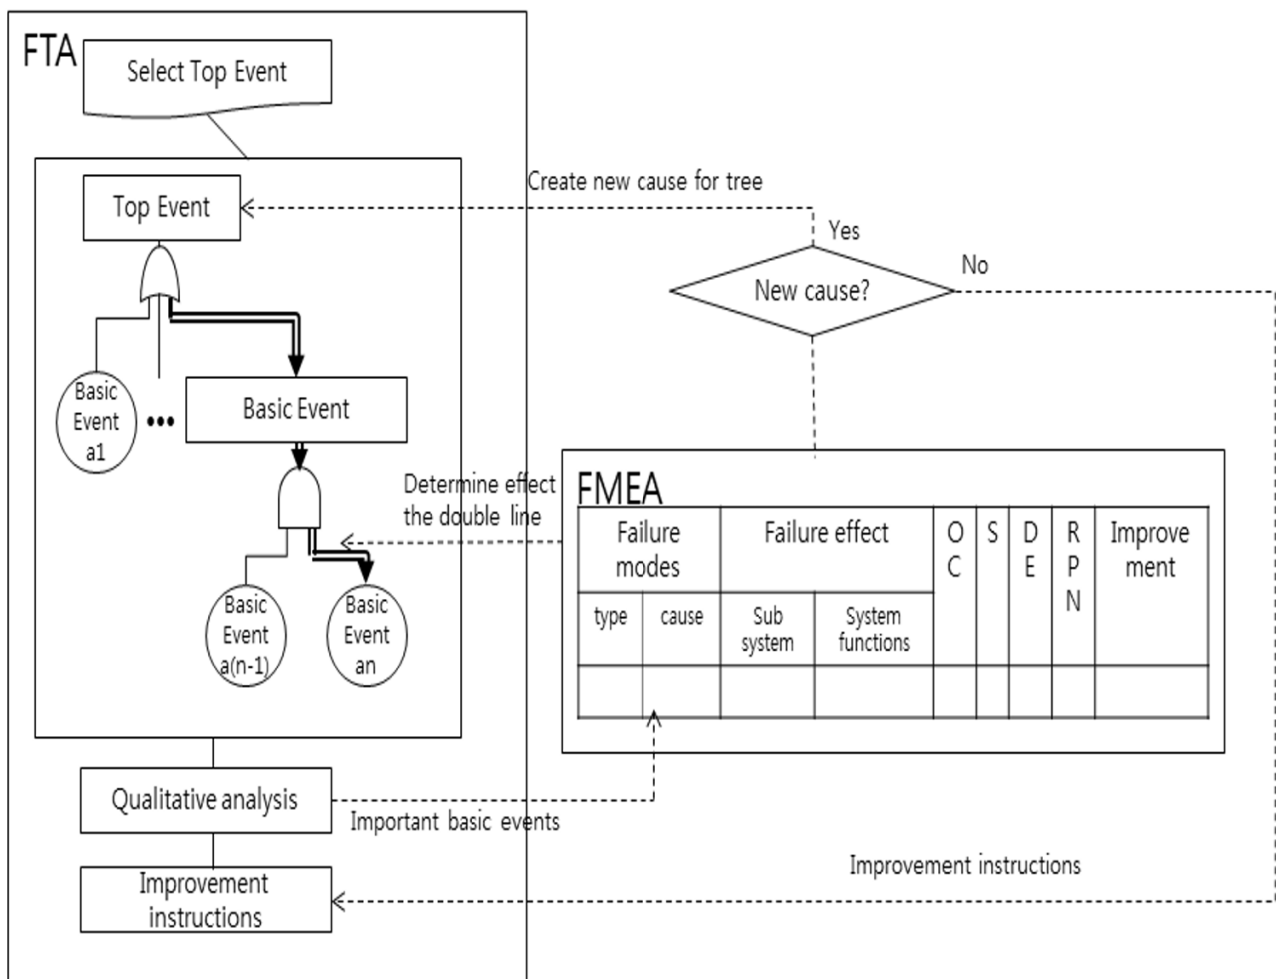 FTA
Select Top Event
Top Event
Create new cause for tree
Yes
No
New cause?
Basic
Event
a1
•••
Basic Event
Determine effect
the double line
Basic
Event
a(n-1)
Basic
Event
an
FMEA
Failure
modes
Failure effect
O
C
S
D
E
R
P
N
Improve
ment
type
cause
Sub
system
System
functions
Qualitative analysis
Important basic events
Improvement instructions
Improvement
instructions